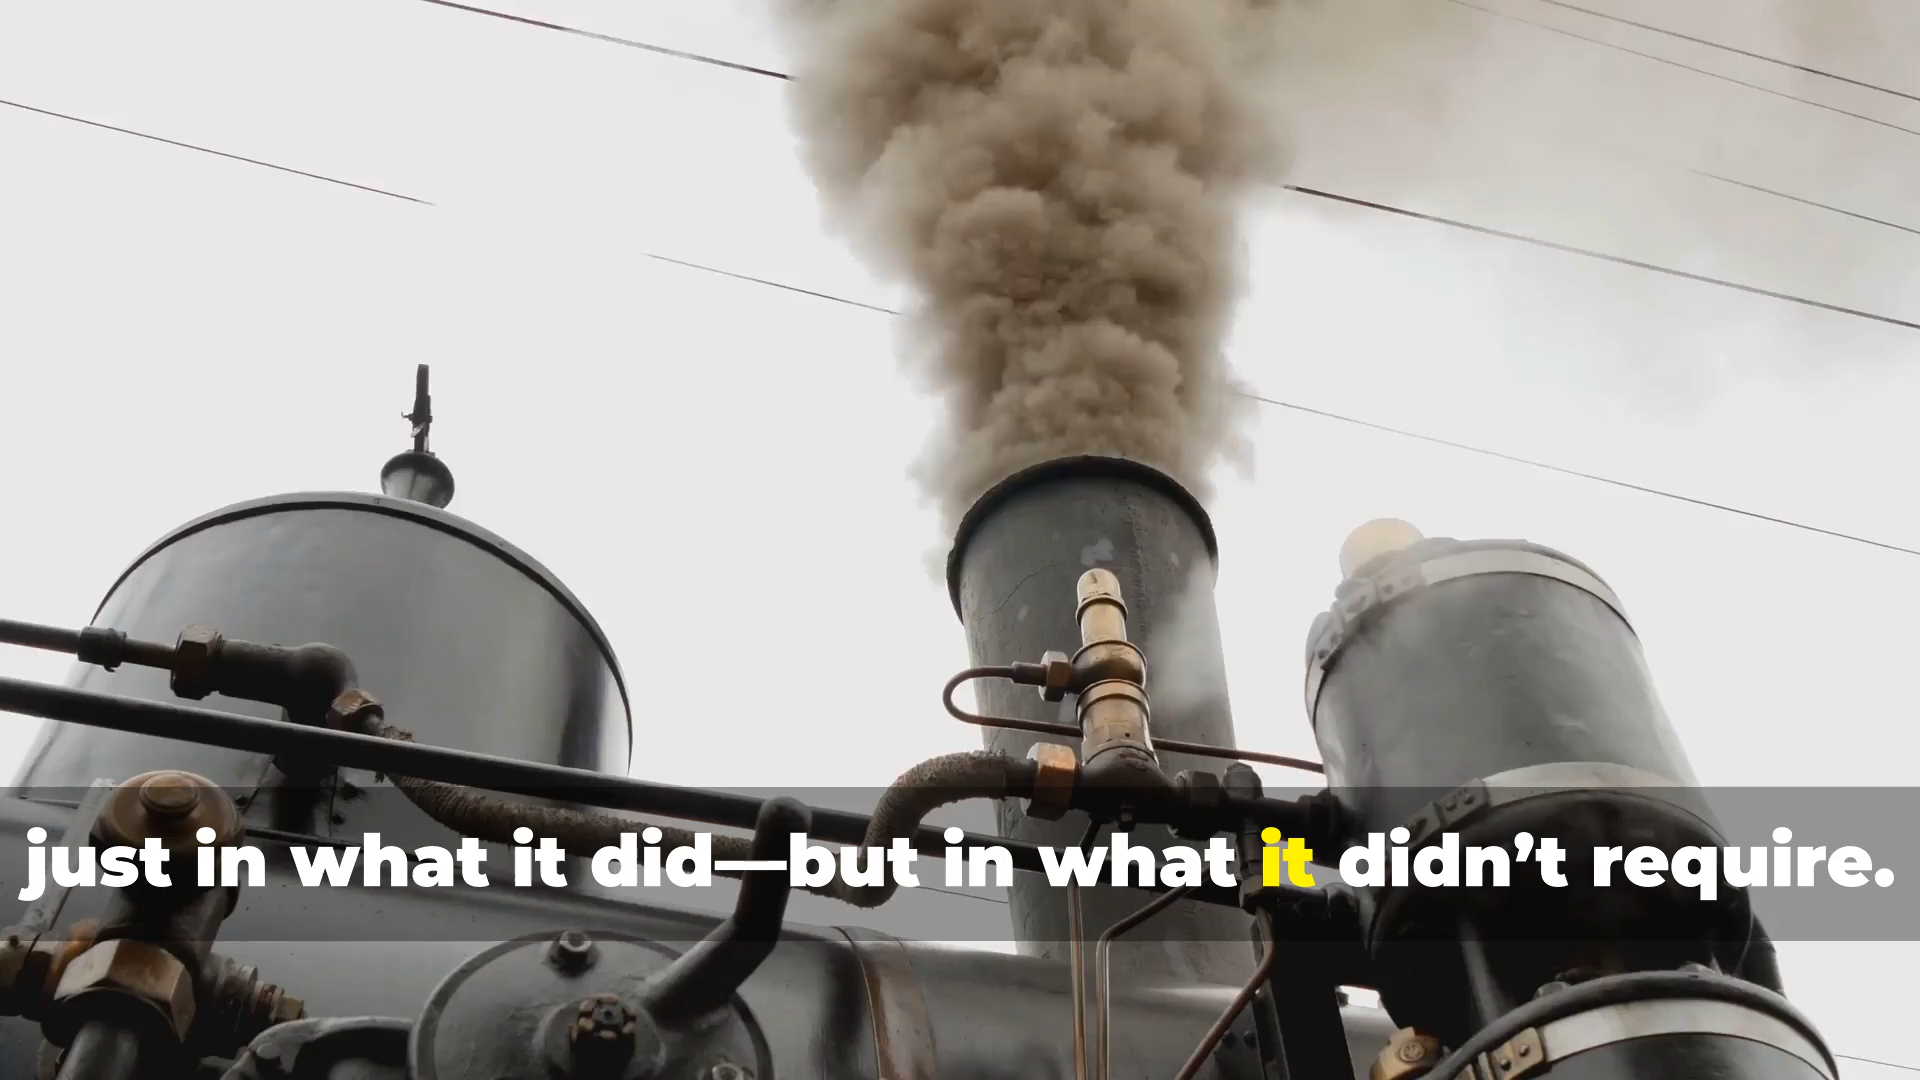 just in what it did—but in what it didn’t require.